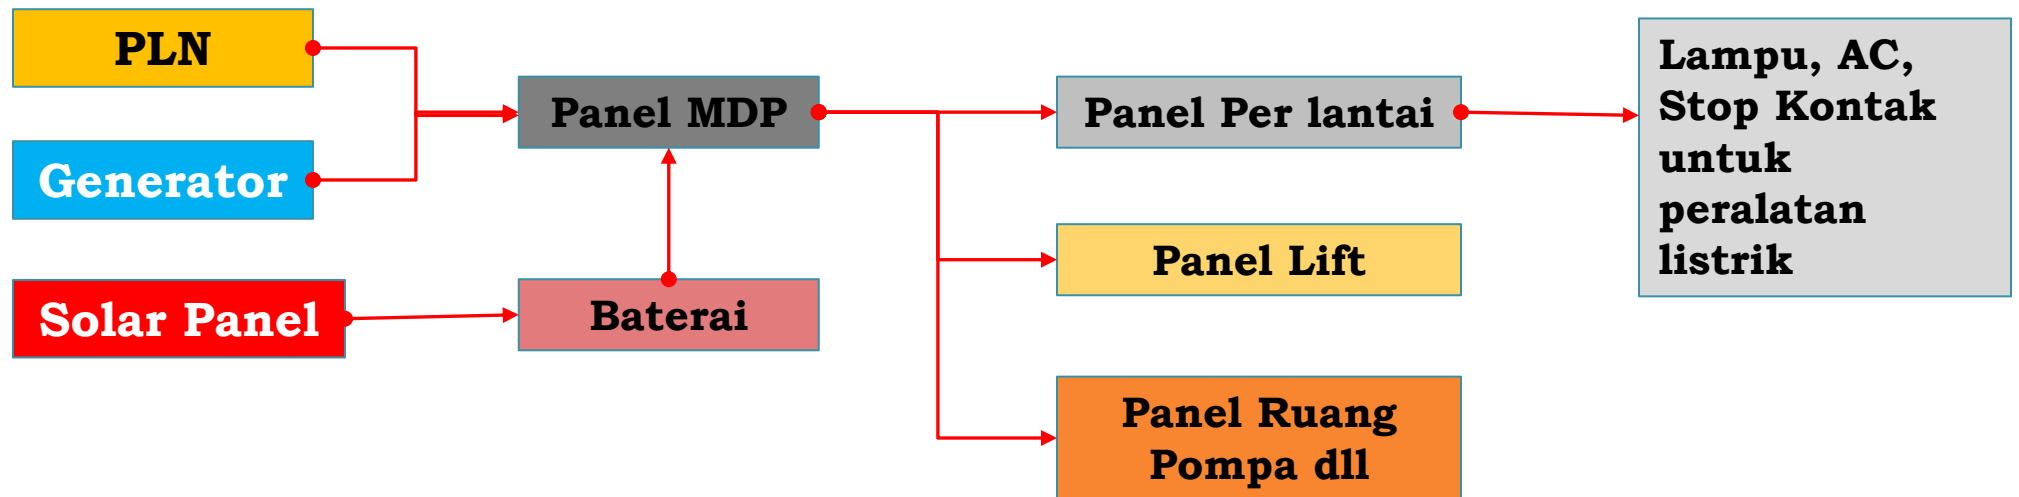 PLN
Generator
Solar Panel
Panel MDP
Baterai
Panel Per lantai
Panel Lift
Panel Ruang
Pompa dll
Lampu, AC,
Stop Kontak
untuk
peralatan
listrik